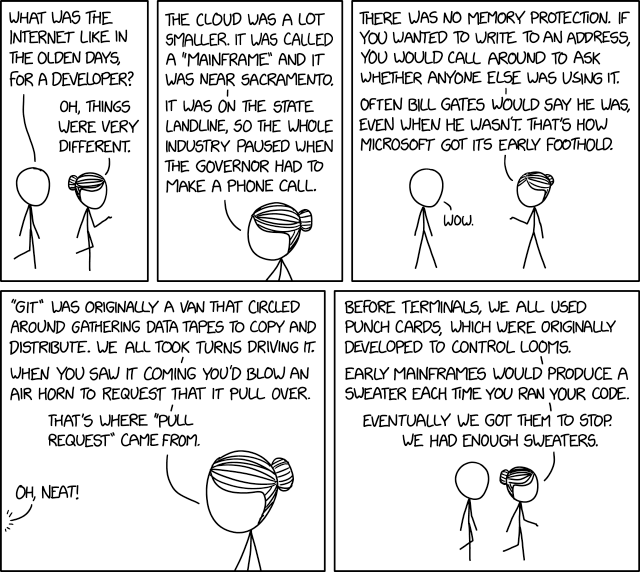 WHAT WAS THE
INTERNET LIKE IN
THE OLDEN DAYS,
FOR A DEVELOPER?
OH, THINGS
WERE VERY
DIFFERENT.
THE CLOUD WAS A LOT
SMALLER. IT WAS CALLED
A "MAINFRAME" AND IT
WAS NEAR SACRAMENTO.
IT WAS ON THE STATE
LANDLINE, SO THE WHOLE
INDUSTRY PAUSED WHEN
THE GOVERNOR HAD TO
MAKE A PHONE CALL.
THERE WAS NO MEMORY PROTECTION. IF
YOU WANTED TO WRITE TO AN ADDRESS,
YOU WOULD CALL AROUND TO ASK
WHETHER ANYONE ELSE WAS USING IT.
OFTEN BILL GATES WOULD SAY HE WAS,
EVEN WHEN HE WASN'T. THAT'S HOW
MICROSOFT GOT ITS EARLY FOOTHOLD.
WOW.
"GIT" WAS ORIGINALLY A VAN THAT CIRCLED
AROUND GATHERING DATA TAPES TO COPY AND
DISTRIBUTE. WE ALL TOOK TURNS DRIVING IT.
WHEN YOU SAW IT COMING YOU'D BLOW AN
AIR HORN TO REQUEST THAT IT PULL OVER.
THAT'S WHERE "PULL
REQUEST" CAME FROM.
OH, NEAT!
BEFORE TERMINALS, WE ALL USED
PUNCH CARDS, WHICH WERE ORIGINALLY
DEVELOPED TO CONTROL LOOMS.
EARLY MAINFRAMES WOULD PRODUCE A
SWEATER EACH TIME YOU RAN YOUR CODE.
EVENTUALLY WE GOT THEM TO STOP.
WE HAD ENOUGH SWEATERS.